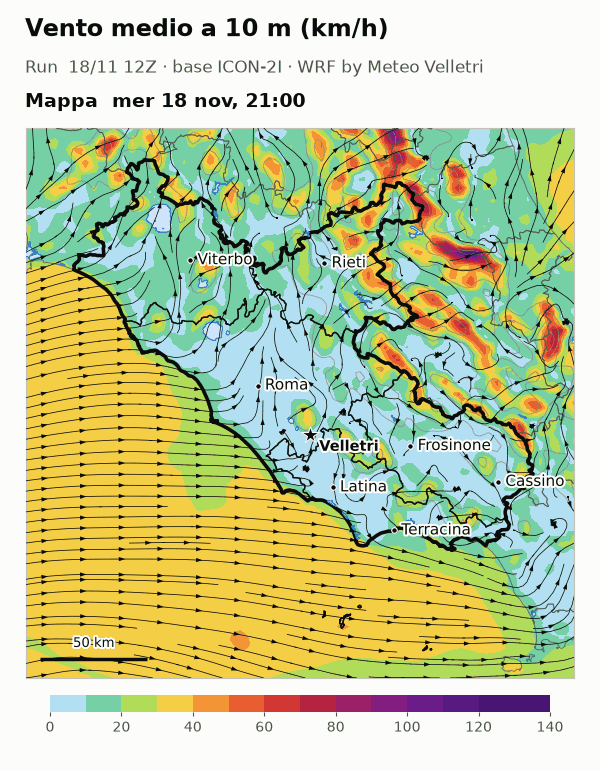 Vento medio a 10 m (km/h)
Run  18/11 12Z · base ICON-2I · WRF by Meteo Velletri
Mappa  mer 18 nov, 21:00
Viterbo
Rieti
Roma
Velletri
Frosinone
Latina
Cassino
Terracina
50 km
0 20 40 60 80 100 120 140